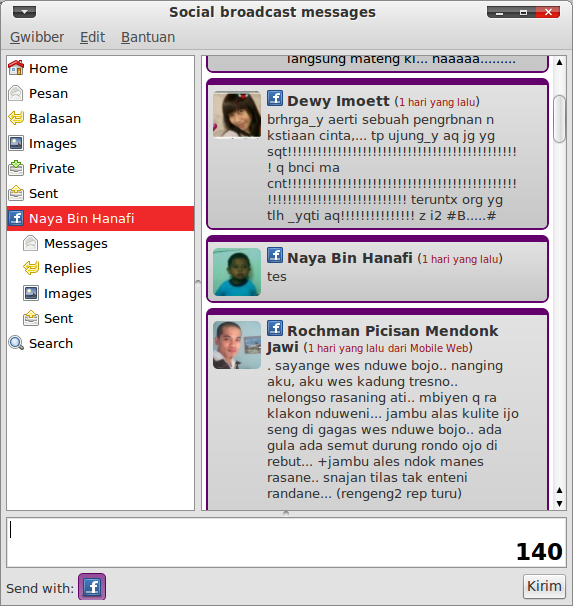 Social broadcast messages
Gwibber Edit Bantuan
Home
Pesan
Balasan
Images
Private
Sent
Naya Bin Hanafi
Messages
Replies
Images
Sent
Search
langsung mateng ki... naaaaa.........
Dewy Imoett (1 hari yang lalu)
brhrga_y aerti sebuah pengrbnan n
kstiaan cinta,... tp ujung_y aq jg yg
sqt!!!!!!!!!!!!!!!!!!!!!!!!!!!!!!!!!!!!!!!!!!!!!!
! q bnci ma
cnt!!!!!!!!!!!!!!!!!!!!!!!!!!!!!!!!!!!!!!!!!!!!!!
!!!!!!!!!!!!!!!!!!!!!!!!!!!! teruntx org yg
tlh _yqti aq!!!!!!!!!!!!!!! z i2 #B.....#
Naya Bin Hanafi (1 hari yang lalu)
tes
Rochman Picisan Mendonk
Jawi (1 hari yang lalu dari Mobile Web)
. sayange wes nduwe bojo.. nanging
aku, aku wes kadung tresno..
nelongso rasaning ati.. mbiyen q ra
klakon nduweni... jambu alas kulite ijo
seng di gagas wes nduwe bojo.. ada
gula ada semut durung rondo ojo di
rebut... +jambu ales ndok manes
rasane.. snajan tilas tak enteni
randane... (rengeng2 rep turu)
140
Send with:
Kirim